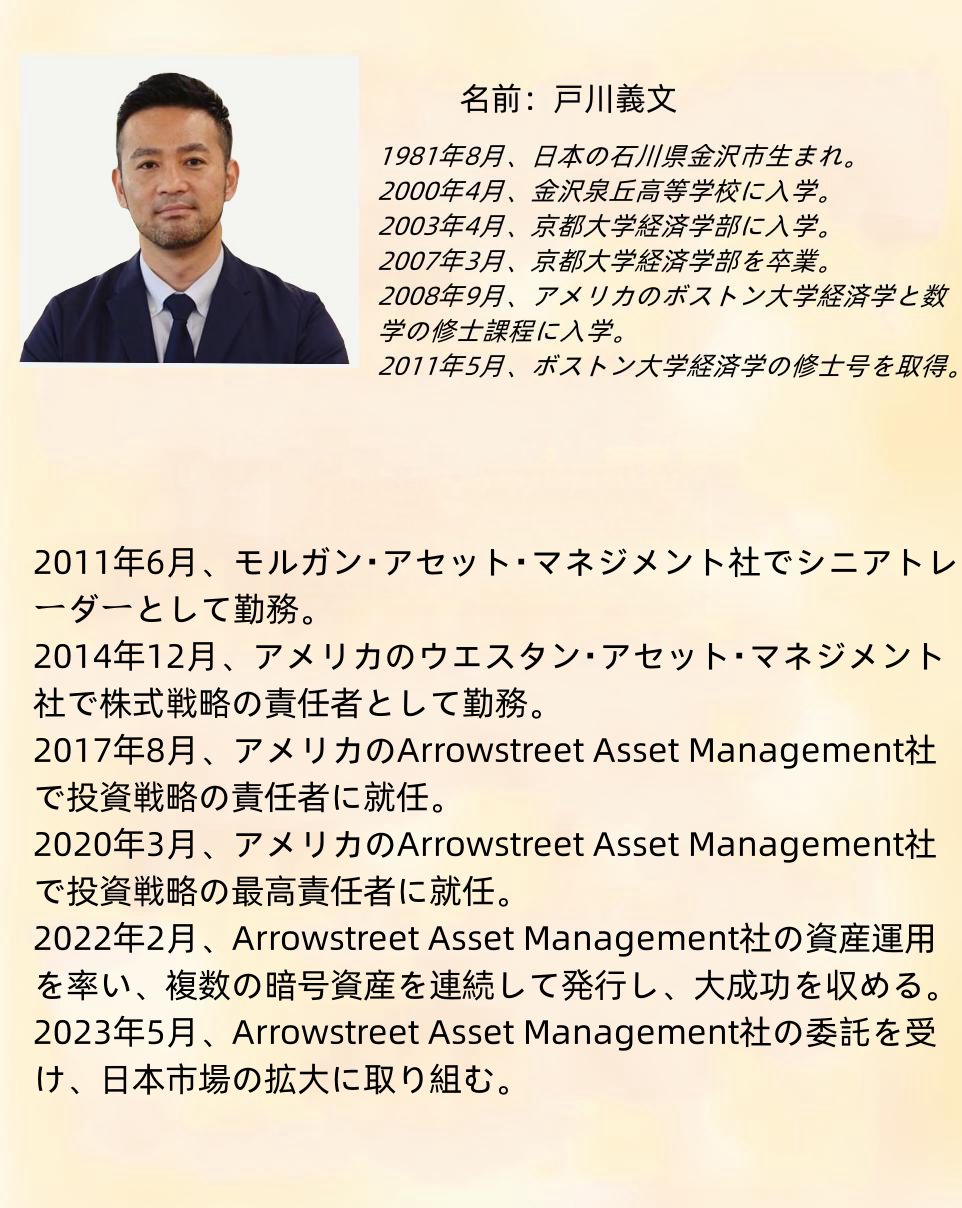 名前：戸川義文
1981年8月、日本の石川県金沢市生まれ。
2000年4月、金沢泉丘高等学校に入学。
2003年4月、京都大学経済学部に入学。
2007年3月、京都大学経済学部を卒業。
2008年9月、アメリカのボストン大学経済学と数
学の修士課程に入学。
2011年5月、ボストン大学経済学の修士号を取得。
2011年6月、モルガン･アセット･マネジメント社でシニアトレ
ーダーとして勤務。
2014年12月、アメリカのウエスタン･アセット･マネジメント
社で株式戦略の責任者として勤務。
2017年8月、アメリカのArrowstreet Asset Management社
で投資戦略の責任者に就任。
2020年3月、アメリカのArrowstreet Asset Management社
で投資戦略の最高責任者に就任。
2022年2月、Arrowstreet Asset Management社の資産運用
を率い、複数の暗号資産を連続して発行し、大成功を収める。
2023年5月、Arrowstreet Asset Management社の委託を受
け、日本市場の拡大に取り組む。